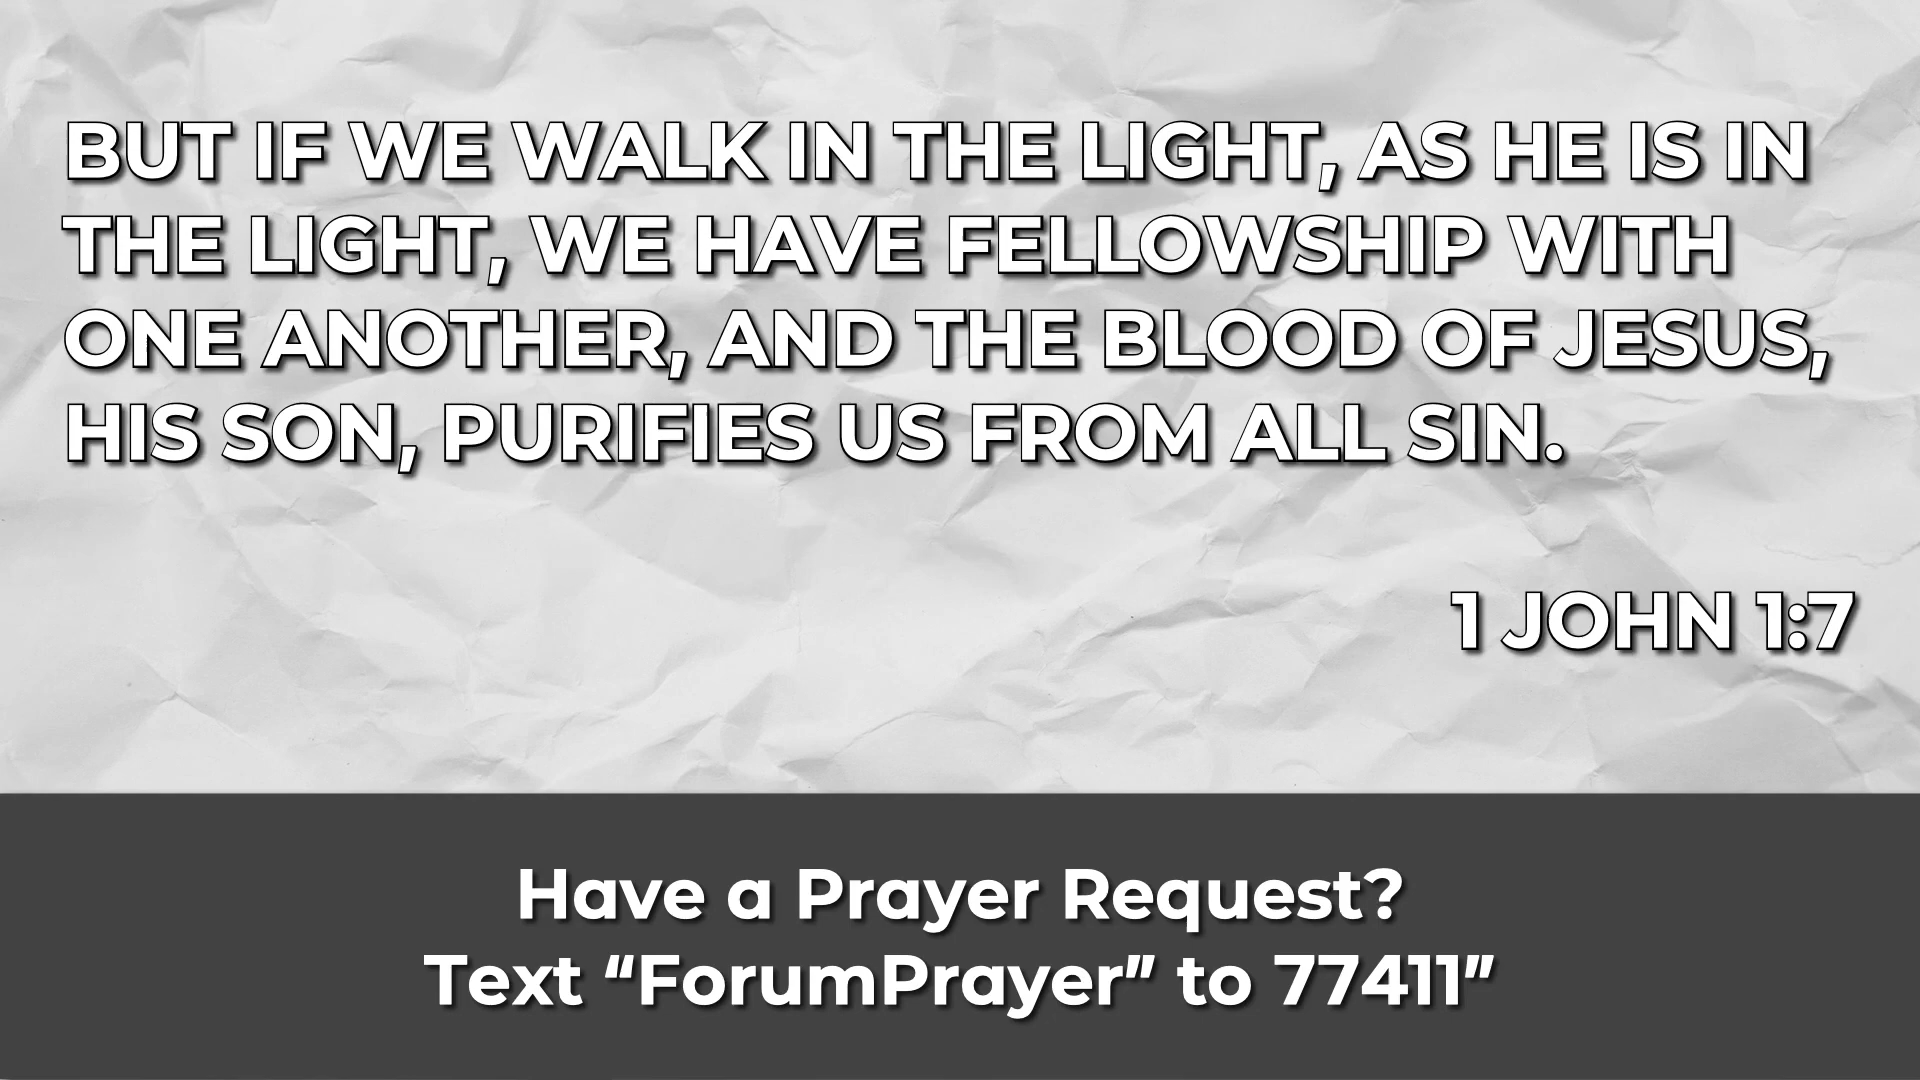 BUT IF WE WALK IN THE LIGHT, AS HE IS IN
THE LIGHT, WE HAVE FELLOWSHIP WITH
ONE ANOTHER, AND THE BLOOD OF JESUS,
HIS SON, PURIFIES US FROM ALL SIN.
1 JOHN 1:7
Have a Prayer Request?
Text “ForumPrayer” to 77411”